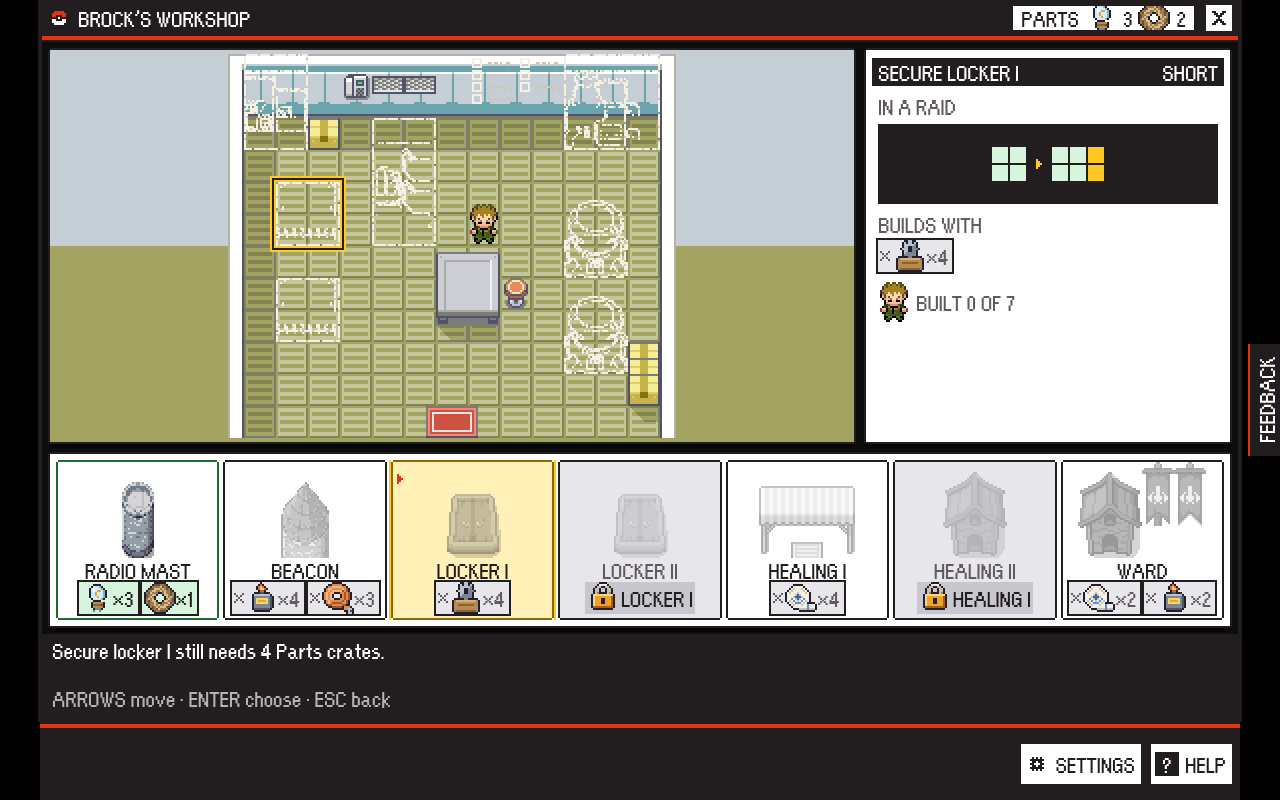 BROCK'S WORKSHOP
PARTS 3 2 X
SECURE LOCKER I SHORT
IN A RAID
BUILDS WITH
×4
BUILT 0 OF 7
FEEDBACK
RADIO MAST
×3 ×1
BEACON
×4 ×3
LOCKER I
×4
LOCKER II
LOCKER I
HEALING I
×4
HEALING II
HEALING I
WARD
×2 ×2
Secure locker I still needs 4 Parts crates.
ARROWS move · ENTER choose · ESC back
SETTINGS
? HELP